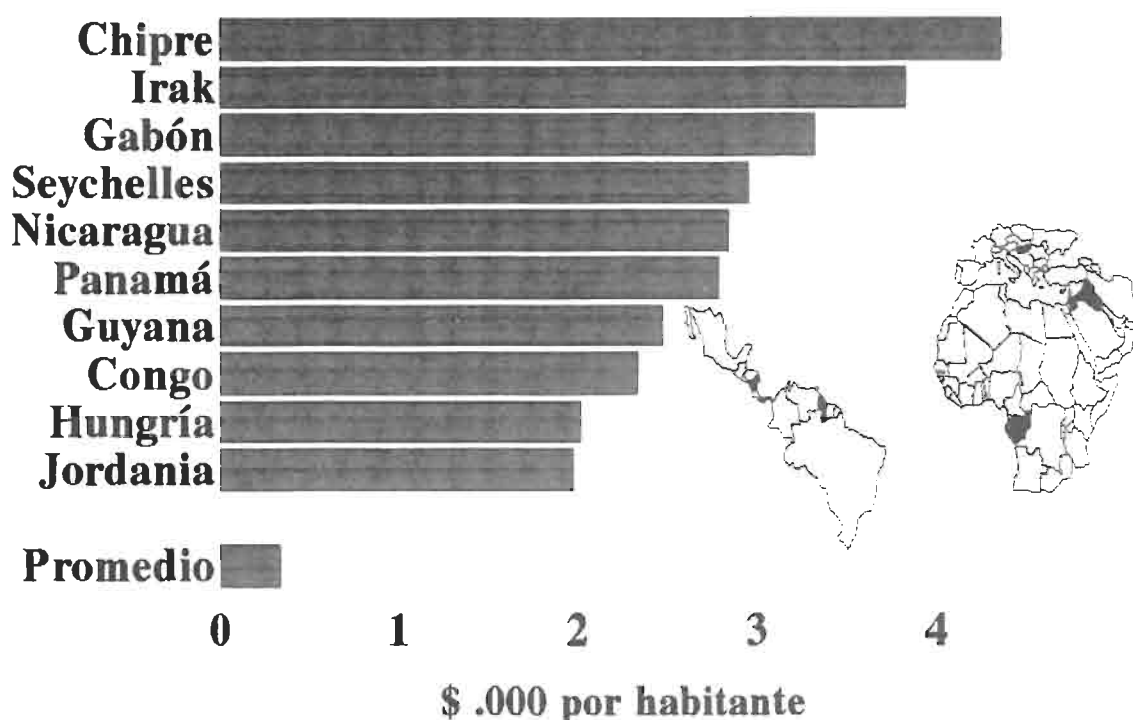 Chipre
Irak
Gabón
Seychelles
Nicaragua
Panamá
Guyana
Congo
Hungría
Jordania
Promedio
0 1 2 3 4
$ .000 por habitante